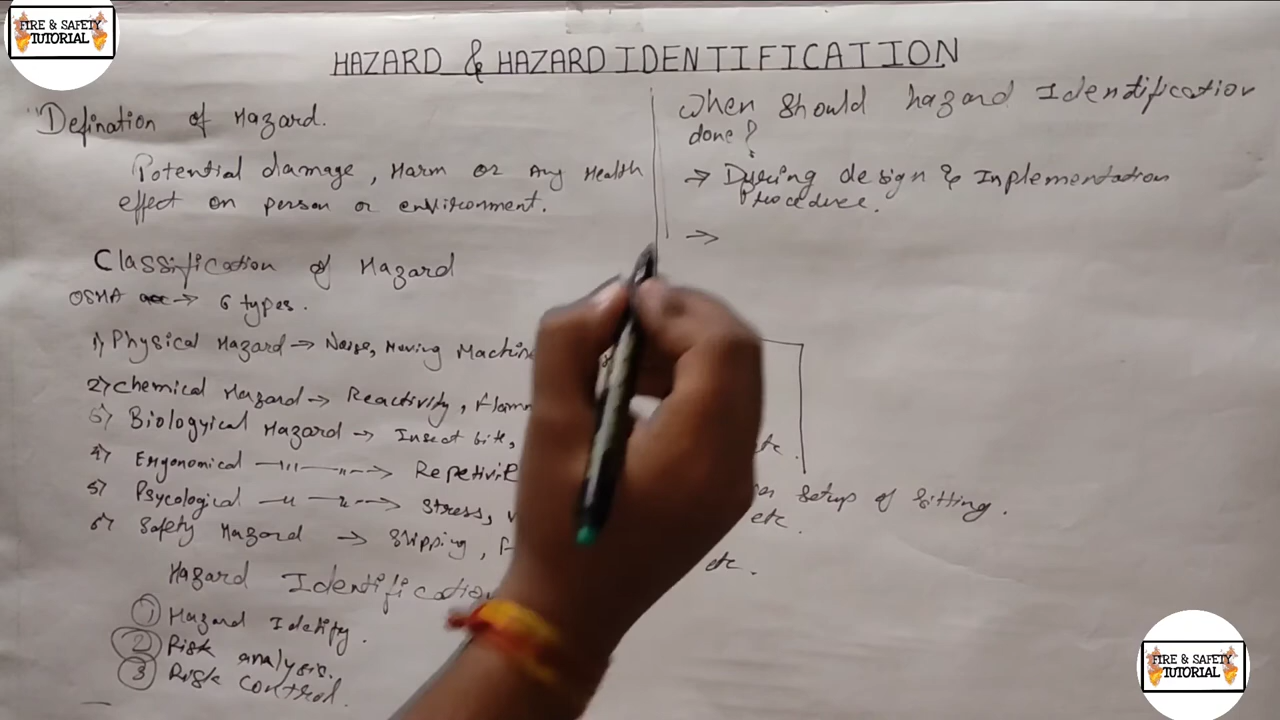 FIRE & SAFETY
TUTORIAL
HAZARD & HAZARD IDENTIFICATION
"Defination of Hazard.
Potential damage, Harm or Any Health
effect on person or environment.
Classification of Hazard
OSHA → 6 types.
1) Physical Hazard → Noise, Moving Machin
2) Chemical Hazard → Reactivity, Flam
3) Biologyical Hazard → Insect bite,
4) Ergonomical —"—"—> Repetivi
5) Psycological —"—"—> Stress,
6) Safety Hazard → Slipping, F
Hazard Identification
① Hazard Idetify.
② Risk analysis.
③ Risk control.
When Should hazard Identification
done?
→ During design & Inplementation
Procedure.
→
etc.
setup of Sitting.
etc.
etc.
FIRE & SAFETY
TUTORIAL